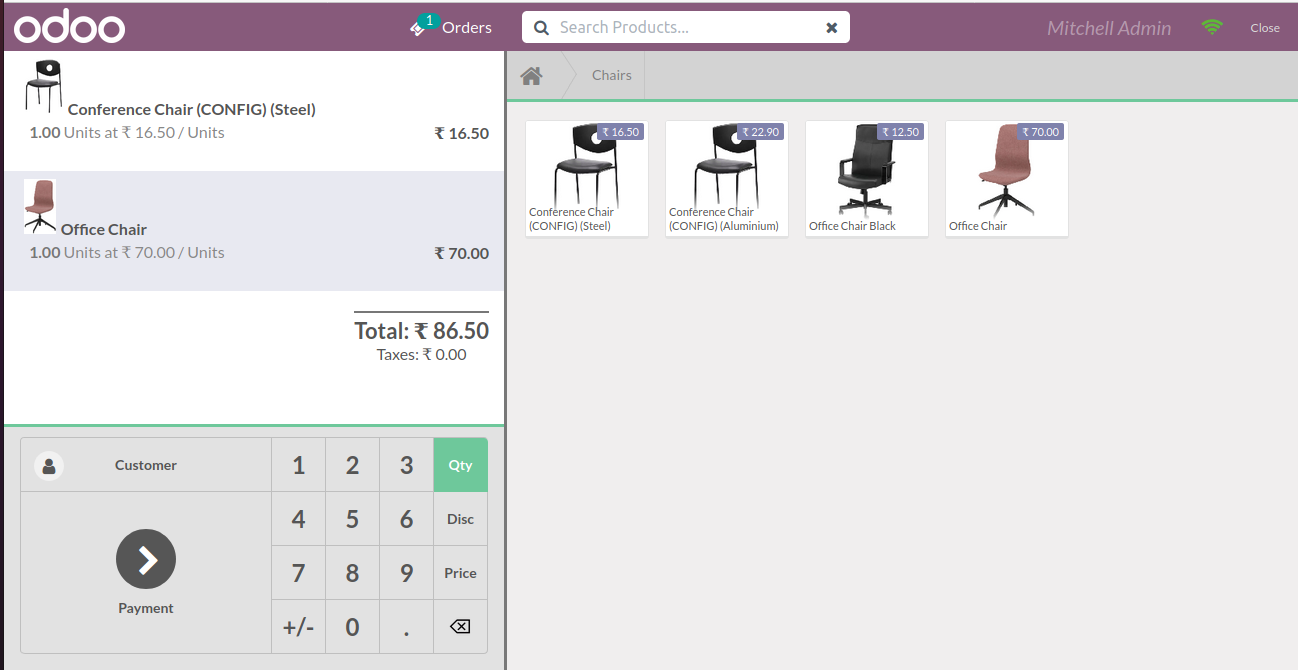 odoo
1
Orders
Search Products...
Mitchell Admin
Close
Conference Chair (CONFIG) (Steel)
1.00 Units at ₹ 16.50 / Units
₹ 16.50
Office Chair
1.00 Units at ₹ 70.00 / Units
₹ 70.00
Total: ₹ 86.50
Taxes: ₹ 0.00
Customer
1 2 3 Qty
4 5 6 Disc
7 8 9 Price
+/- 0 .
Payment
Chairs
₹ 16.50
Conference Chair
(CONFIG) (Steel)
₹ 22.90
Conference Chair
(CONFIG) (Aluminium)
₹ 12.50
Office Chair Black
₹ 70.00
Office Chair